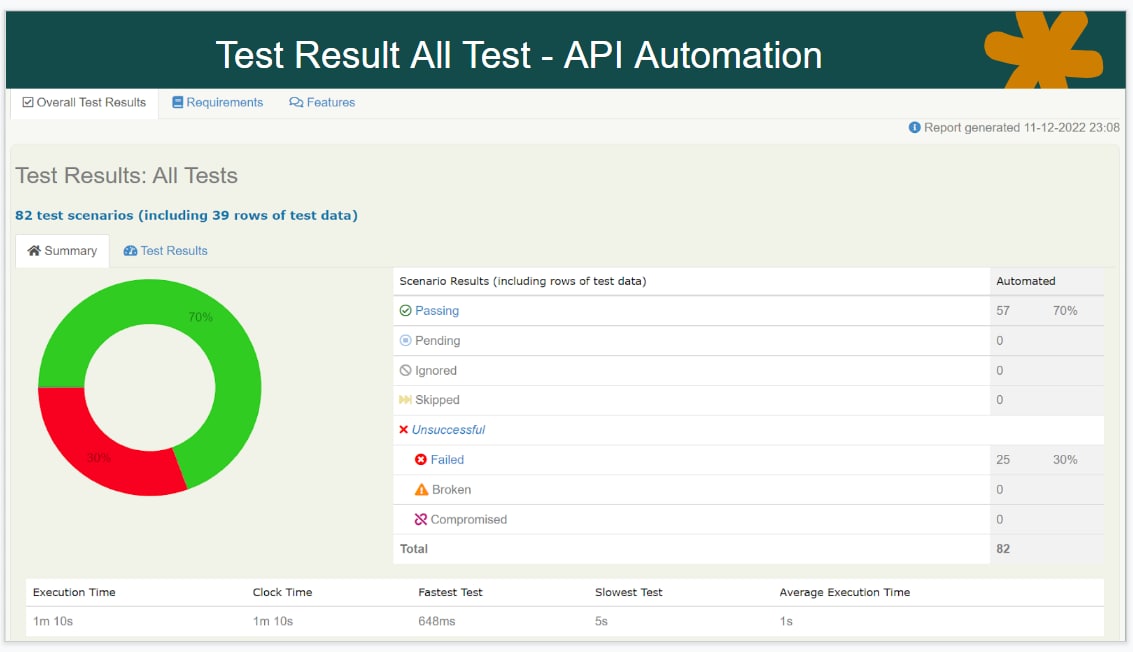 Test Result All Test - API Automation
Overall Test Results Requirements Features
Report generated 11-12-2022 23:08
Test Results: All Tests
82 test scenarios (including 39 rows of test data)
Summary Test Results
70%
30%
Scenario Results (including rows of test data) Automated
Passing 57 70%
Pending 0
Ignored 0
Skipped 0
Unsuccessful
Failed 25 30%
Broken 0
Compromised 0
Total 82
Execution Time Clock Time Fastest Test Slowest Test Average Execution Time
1m 10s 1m 10s 648ms 5s 1s